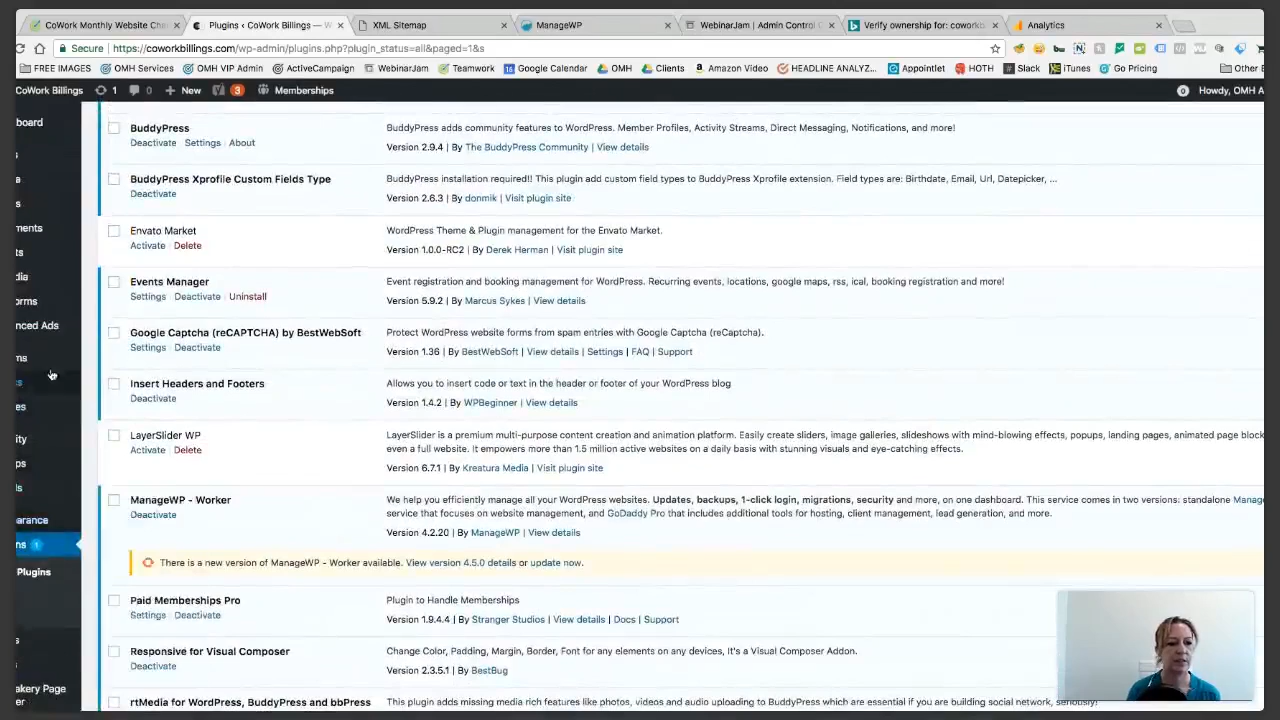 CoWork Monthly Website Che
Plugins ‹ CoWork Billings — W
XML Sitemap
ManageWP
WebinarJam | Admin Control C
Verify ownership for: coworkb
Analytics
Secure
https://coworkbillings.com/wp-admin/plugins.php?plugin_status=all&paged=1&s
FREE IMAGES OMH Services OMH VIP Admin ActiveCampaign WebinarJam Teamwork Google Calendar OMH Clients Amazon Video HEADLINE ANALYZ... Appointlet HOTH Slack iTunes Go Pricing Other B
CoWork Billings 1 0 New 3 Memberships 0 Howdy, OMH A
board
s
a
s
ments
ts
dia
orms
anced Ads
ms
s
es
ity
ps
ls
earance
ns 1
Plugins
s
akery Page
er
BuddyPress
Deactivate Settings About
BuddyPress adds community features to WordPress. Member Profiles, Activity Streams, Direct Messaging, Notifications, and more!
Version 2.9.4 | By The BuddyPress Community | View details
BuddyPress Xprofile Custom Fields Type
Deactivate
BuddyPress installation required!! This plugin add custom field types to BuddyPress Xprofile extension. Field types are: Birthdate, Email, Url, Datepicker, ...
Version 2.6.3 | By donmik | Visit plugin site
Envato Market
Activate Delete
WordPress Theme & Plugin management for the Envato Market.
Version 1.0.0-RC2 | By Derek Herman | Visit plugin site
Events Manager
Settings Deactivate Uninstall
Event registration and booking management for WordPress. Recurring events, locations, google maps, rss, ical, booking registration and more!
Version 5.9.2 | By Marcus Sykes | View details
Google Captcha (reCAPTCHA) by BestWebSoft
Settings Deactivate
Protect WordPress website forms from spam entries with Google Captcha (reCaptcha).
Version 1.36 | By BestWebSoft | View details | Settings | FAQ | Support
Insert Headers and Footers
Deactivate
Allows you to insert code or text in the header or footer of your WordPress blog
Version 1.4.2 | By WPBeginner | View details
LayerSlider WP
Activate Delete
LayerSlider is a premium multi-purpose content creation and animation platform. Easily create sliders, image galleries, slideshows with mind-blowing effects, popups, landing pages, animated page block
even a full website. It empowers more than 1.5 million active websites on a daily basis with stunning visuals and eye-catching effects.
Version 6.7.1 | By Kreatura Media | Visit plugin site
ManageWP - Worker
Deactivate
We help you efficiently manage all your WordPress websites. Updates, backups, 1-click login, migrations, security and more, on one dashboard. This service comes in two versions: standalone Manage
service that focuses on website management, and GoDaddy Pro that includes additional tools for hosting, client management, lead generation, and more.
Version 4.2.20 | By ManageWP | View details
There is a new version of ManageWP - Worker available. View version 4.5.0 details or update now.
Paid Memberships Pro
Settings Deactivate
Plugin to Handle Memberships
Version 1.9.4.4 | By Stranger Studios | View details | Docs | Support
Responsive for Visual Composer
Deactivate
Change Color, Padding, Margin, Border, Font for any elements on any devices, It's a Visual Composer Addon.
Version 2.3.5.1 | By BestBug
rtMedia for WordPress, BuddyPress and bbPress
This plugin adds missing media rich features like photos, videos and audio uploading to BuddyPress which are essential if you are building social network, seriously!